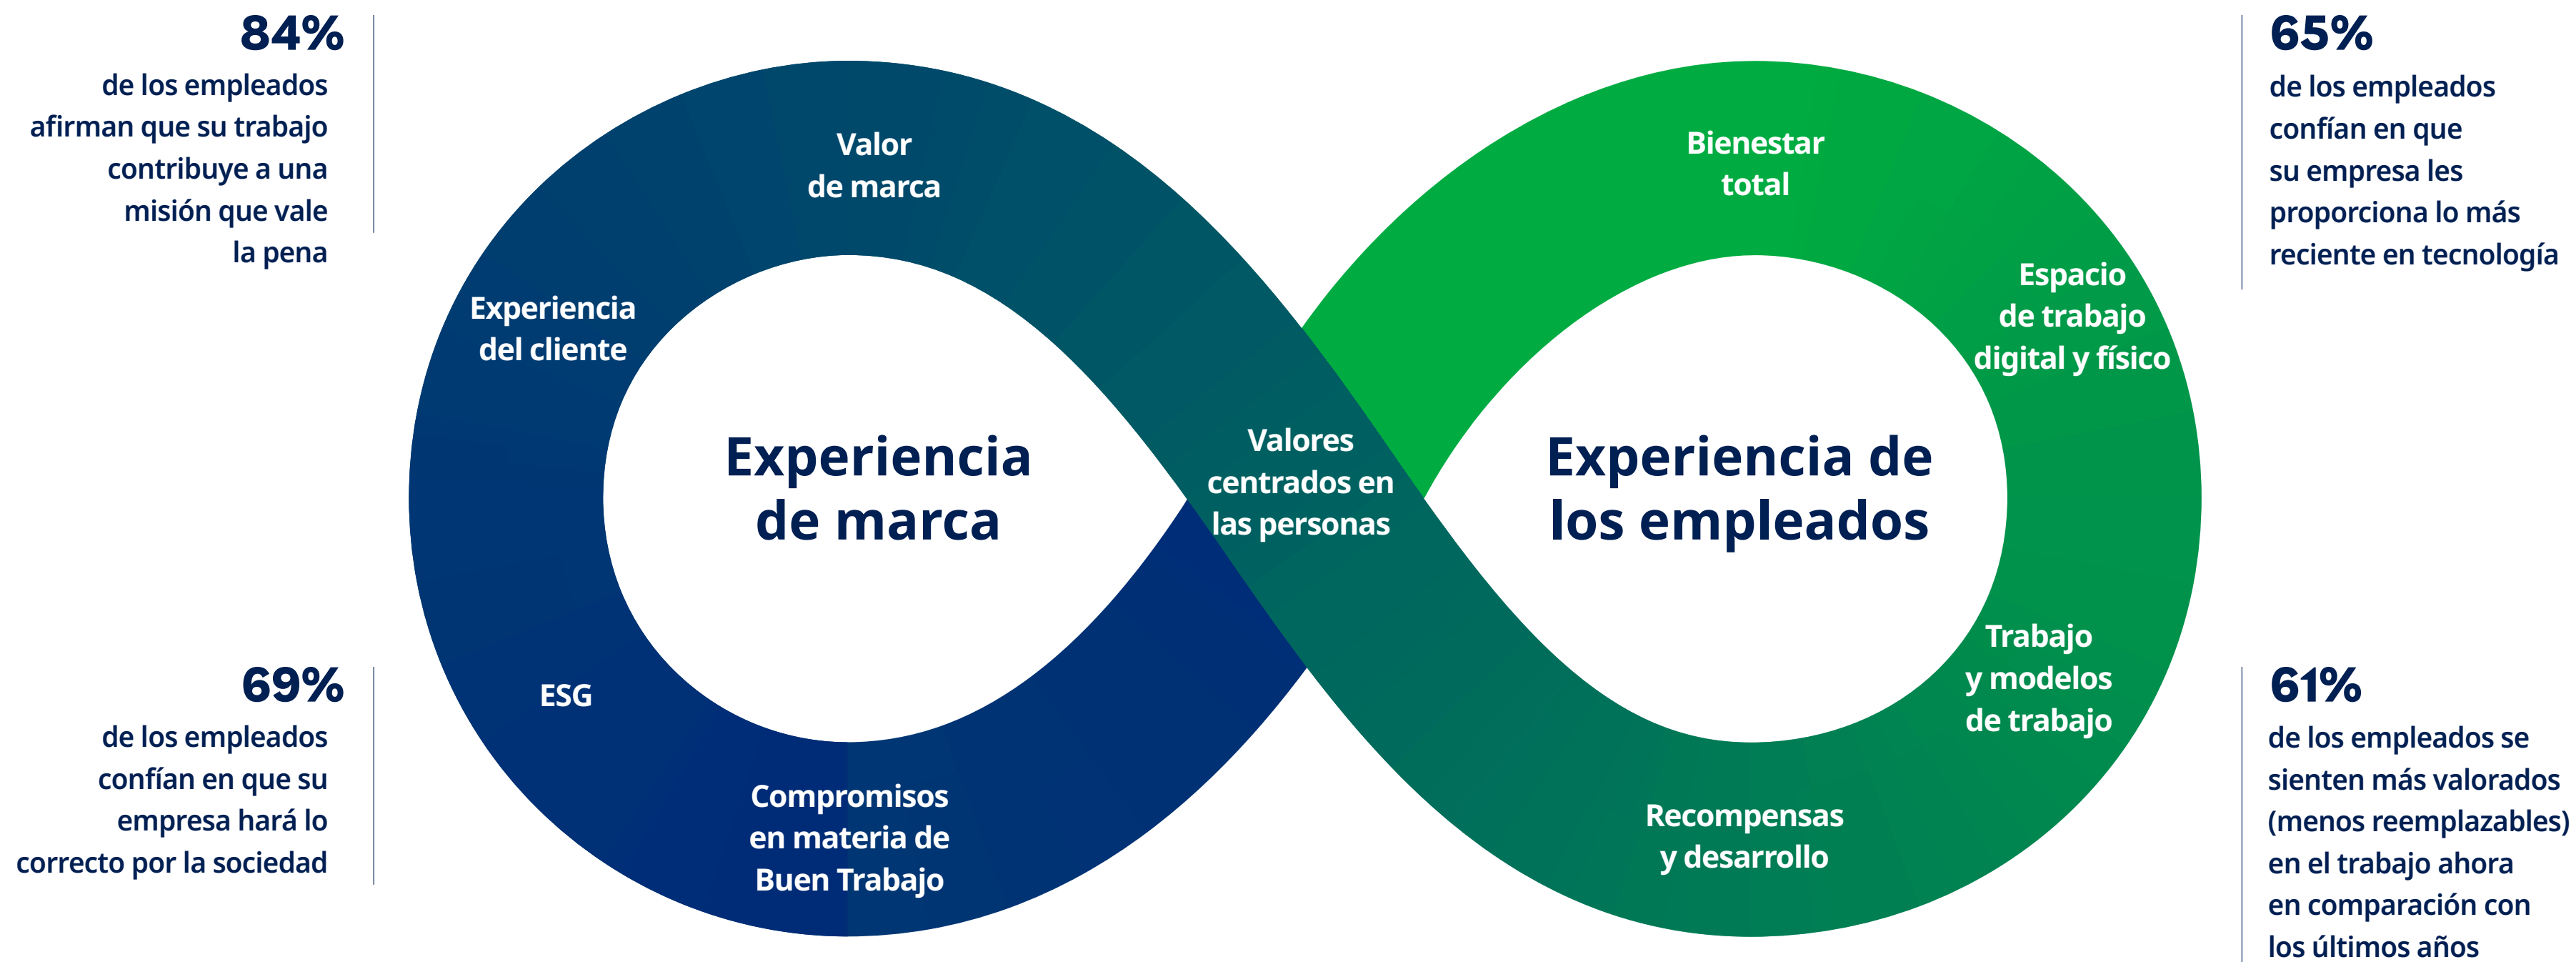 84%
de los empleados
afirman que su trabajo
contribuye a una
misión que vale
la pena
69%
de los empleados
confían en que su
empresa hará lo
correcto por la sociedad
Valor
de marca
Experiencia
del cliente
Experiencia
de marca
ESG
Compromisos
en materia de
Buen Trabajo
Valores
centrados en
las personas
Bienestar
total
Espacio
de trabajo
digital y físico
Experiencia de
los empleados
Trabajo
y modelos
de trabajo
Recompensas
y desarrollo
65%
de los empleados
confían en que
su empresa les
proporciona lo más
reciente en tecnología
61%
de los empleados se
sienten más valorados
(menos reemplazables)
en el trabajo ahora
en comparación con
los últimos años